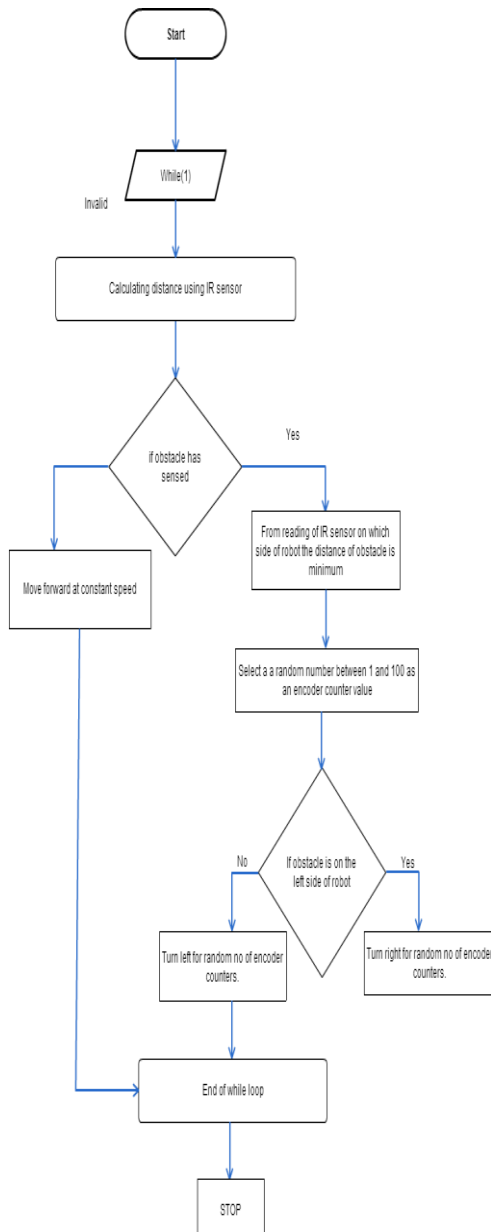 Start
While(1)
Invalid
Calculating distance using IR sensor
Yes
if obstacle has
sensed
From reading of IR sensor on which
side of robot the distance of obstacle is
minimum
Move forward at constant speed
Select a a random number between 1 and 100 as
an encoder counter value
No
If obstacle is on the
left side of robot
Yes
Turn left for random no of encoder
counters.
Turn right for random no of encoder
counters.
End of while loop
STOP